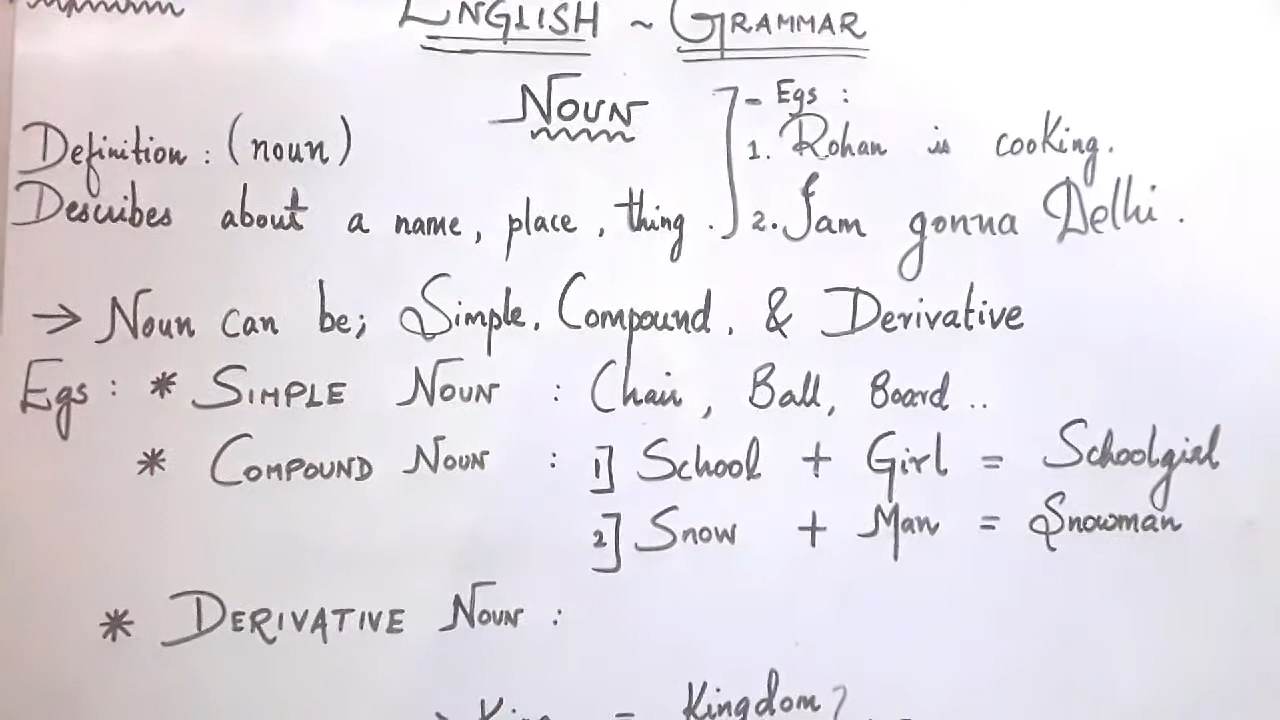 ENGLISH ~ GRAMMAR
NOUN
- Egs :
Definition : (noun)
1. Rohan is cooking.
Describes about a name, place, thing.
2. I am gonna Delhi.
→ Noun can be; Simple, Compound, & Derivative
Egs : * SIMPLE NOUN : Chair, Ball, Board ..
* COMPOUND NOUN : 1] School + Girl = Schoolgirl
2] Snow + Man = Snowman
* DERIVATIVE NOUN :
= Kingdom